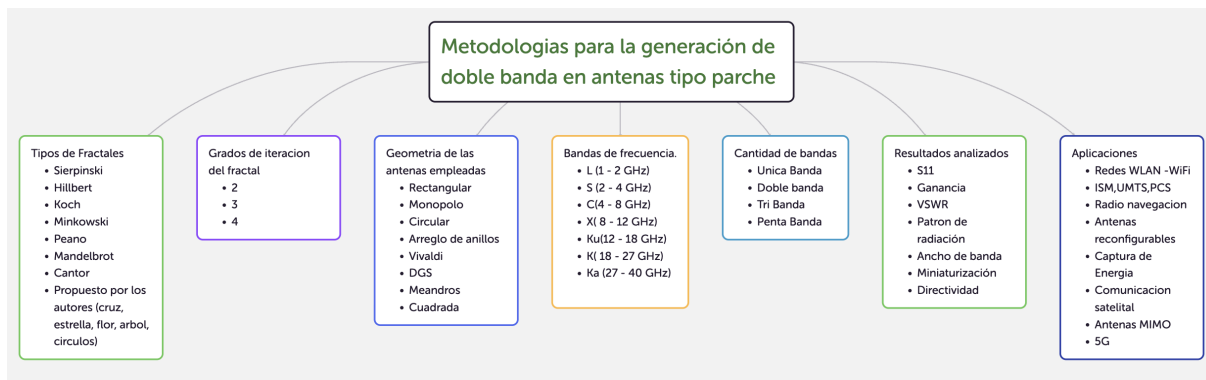 Metodologias para la generación de
doble banda en antenas tipo parche
Tipos de Fractales
• Sierpinski
• Hillbert
• Koch
• Minkowski
• Peano
• Mandelbrot
• Cantor
• Propuesto por los
autores (cruz,
estrella, flor, arbol,
circulos)
Grados de iteracion
del fractal
• 2
• 3
• 4
Geometria de las
antenas empleadas
• Rectangular
• Monopolo
• Circular
• Arreglo de anillos
• Vivaldi
• DGS
• Meandros
• Cuadrada
Bandas de frecuencia.
• L (1 - 2 GHz)
• S (2 - 4 GHz)
• C(4 - 8 GHz)
• X( 8 - 12 GHz)
• Ku(12 - 18 GHz)
• K( 18 - 27 GHz)
• Ka (27 - 40 GHz)
Cantidad de bandas
• Unica Banda
• Doble banda
• Tri Banda
• Penta Banda
Resultados analizados
• S11
• Ganancia
• VSWR
• Patron de
radiación
• Ancho de banda
• Miniaturización
• Directividad
Aplicaciones
• Redes WLAN -WiFi
• ISM,UMTS,PCS
• Radio navegacion
• Antenas
reconfigurables
• Captura de
Energia
• Comunicacion
satelital
• Antenas MIMO
• 5G